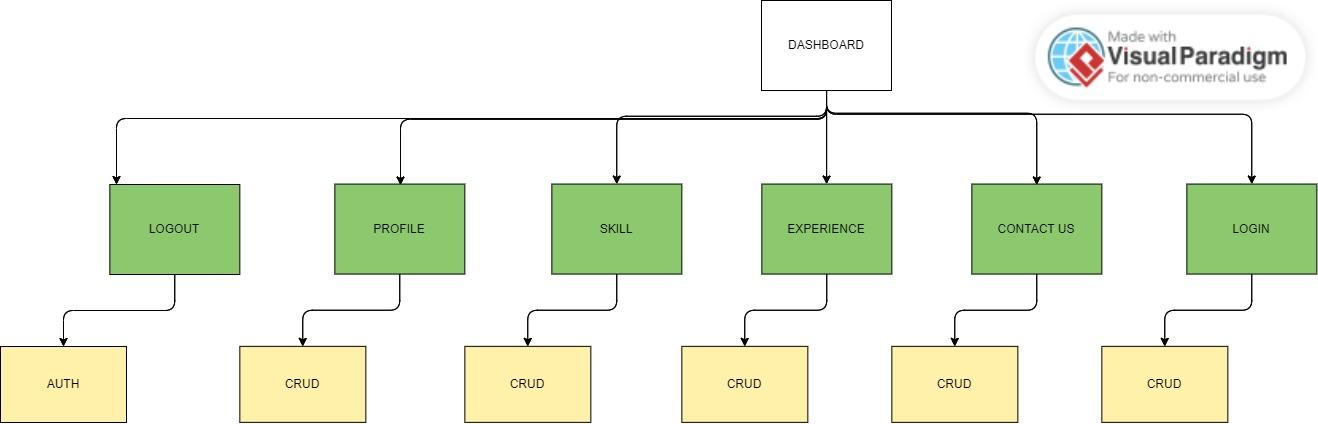 DASHBOARD
Made with
Visual Paradigm
For non-commercial use
LOGOUT
PROFILE
SKILL
EXPERIENCE
CONTACT US
LOGIN
AUTH
CRUD
CRUD
CRUD
CRUD
CRUD